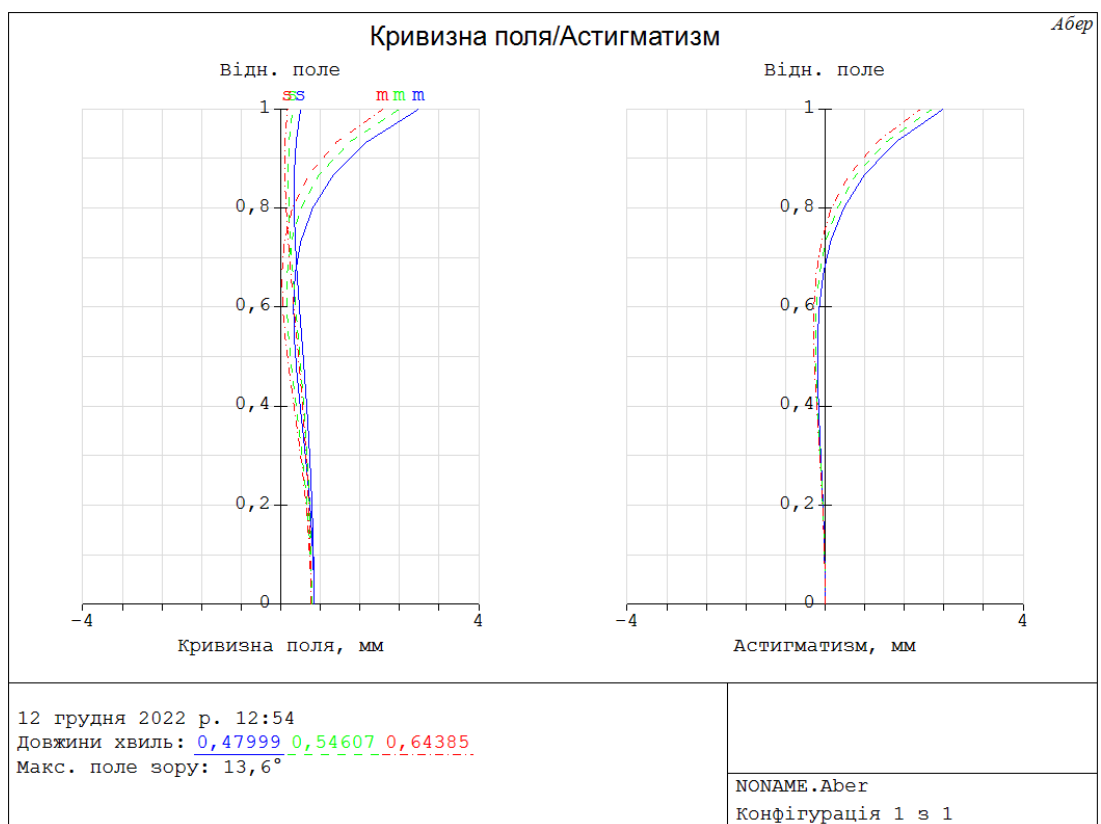 Абер
Кривизна поля/Астигматизм
Відн. поле
s s s m m m
1
0,8
0,6
0,4
0,2
0
-4 4
Кривизна поля, мм
Відн. поле
1
0,8
0,6
0,4
0,2
0
-4 4
Астигматизм, мм
12 грудня 2022 р. 12:54
Довжини хвиль: 0,47999 0,54607 0,64385
Макс. поле зору: 13,6°
NONAME.Aber
Конфігурація 1 з 1